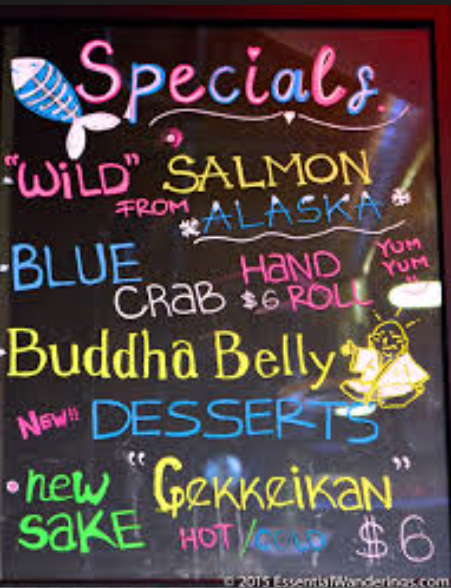 Specials
"WiLD" SALMON
FROM ALASKA
BLUE
CRAB $6 HAND ROLL
YUM
YUM
Buddha Belly
NEW!! DESSERTS
new SAKE
"GEKKEiKAN"
HOT/COLD $6
© 2015 EssentialWanderings.com